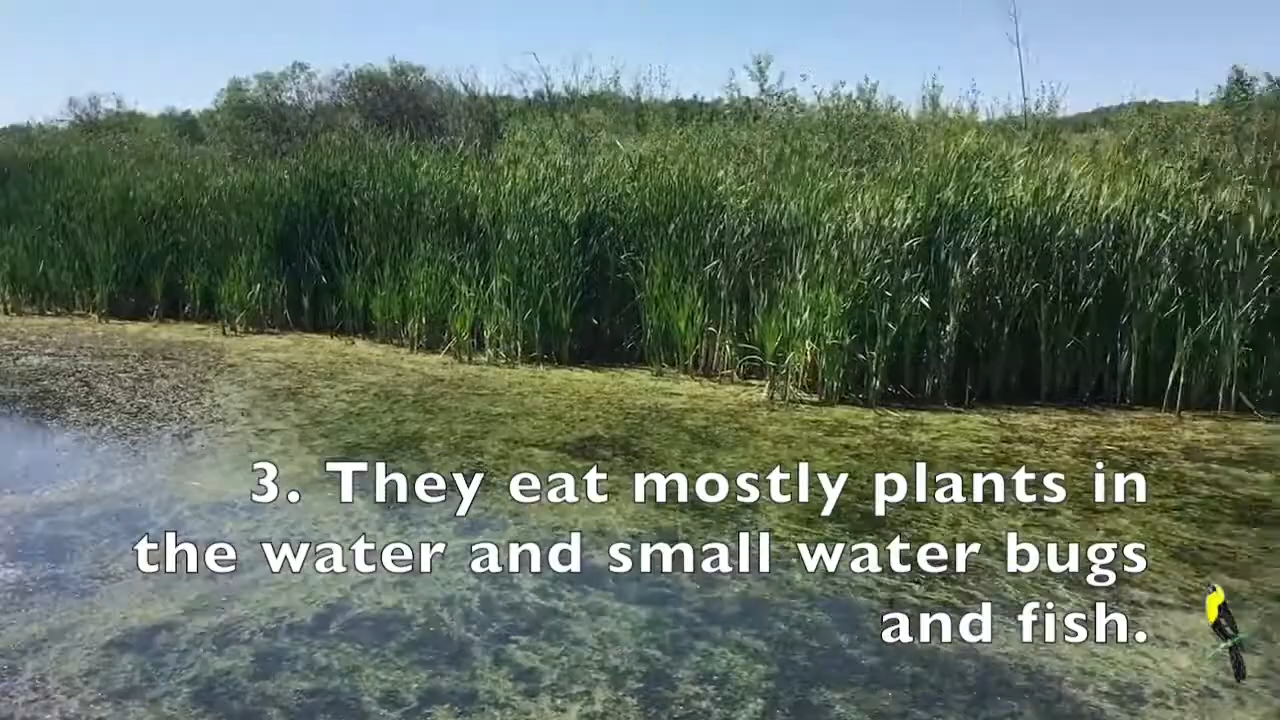 3. They eat mostly plants in
the water and small water bugs
and fish.